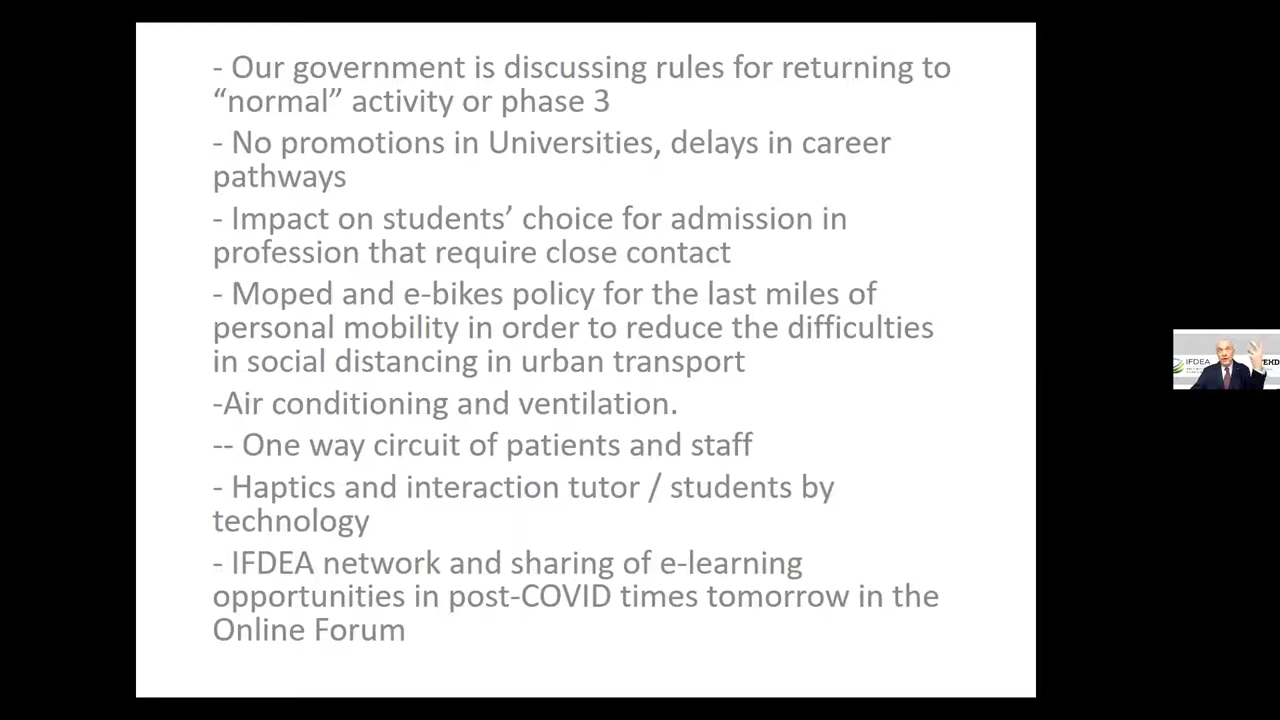 - Our government is discussing rules for returning to
“normal” activity or phase 3
- No promotions in Universities, delays in career
pathways
- Impact on students’ choice for admission in
profession that require close contact
- Moped and e-bikes policy for the last miles of
personal mobility in order to reduce the difficulties
in social distancing in urban transport
-Air conditioning and ventilation.
-- One way circuit of patients and staff
- Haptics and interaction tutor / students by
technology
- IFDEA network and sharing of e-learning
opportunities in post-COVID times tomorrow in the
Online Forum
IFDEA